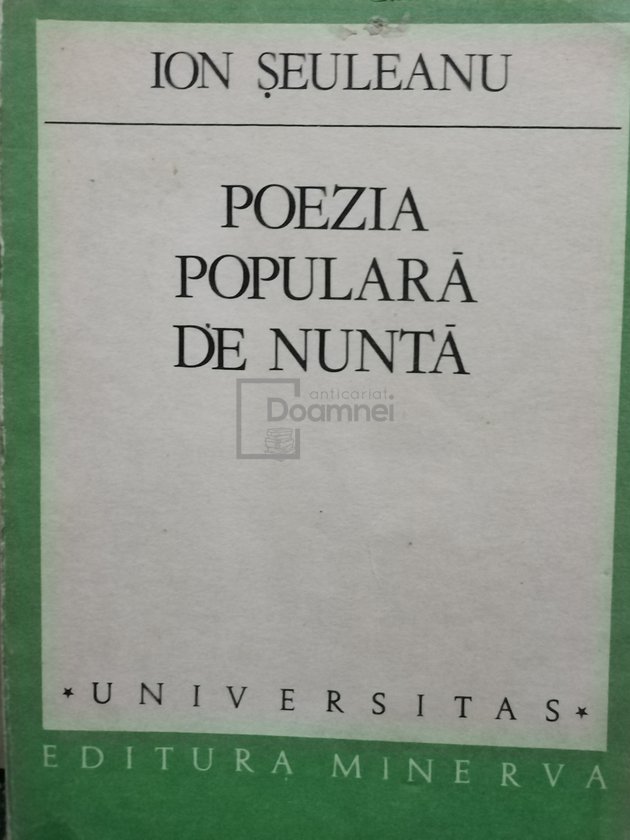 ION ȘEULEANU
POEZIA
POPULARĂ
DE NUNTĂ
anticariat
Doamnei
* UNIVERSITAS *
EDITURA MINERVA